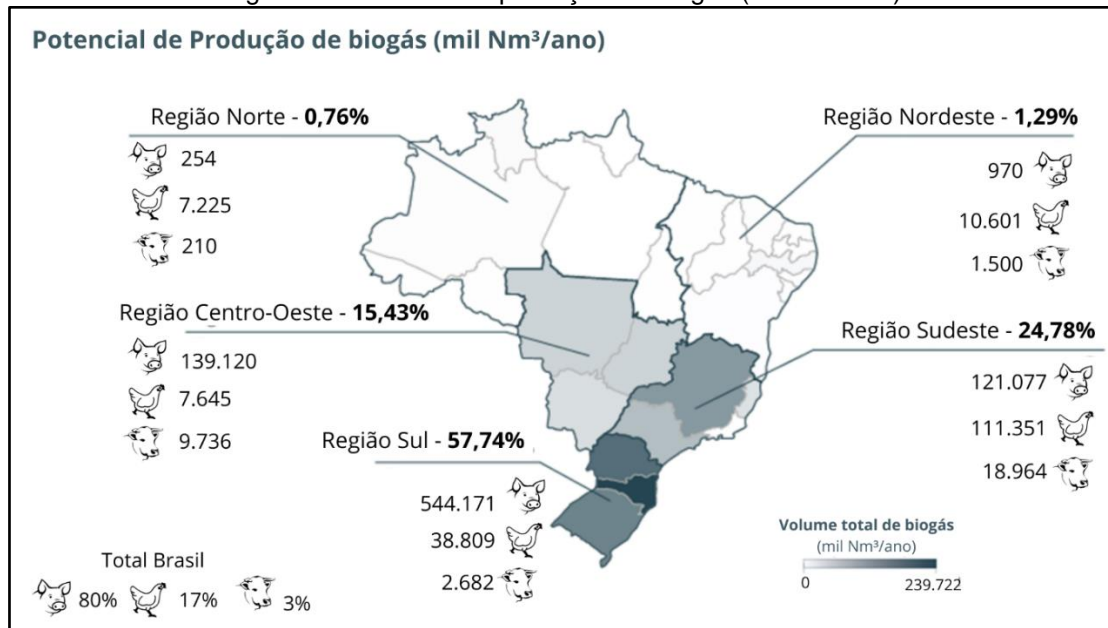 Potencial de Produção de biogás (mil Nm³/ano)
Região Norte - 0,76%
254
7.225
210
Região Nordeste - 1,29%
970
10.601
1.500
Região Centro-Oeste - 15,43%
139.120
7.645
9.736
Região Sudeste - 24,78%
121.077
111.351
18.964
Região Sul - 57,74%
544.171
38.809
2.682
Total Brasil
80% 17% 3%
Volume total de biogás
(mil Nm³/ano)
0 239.722